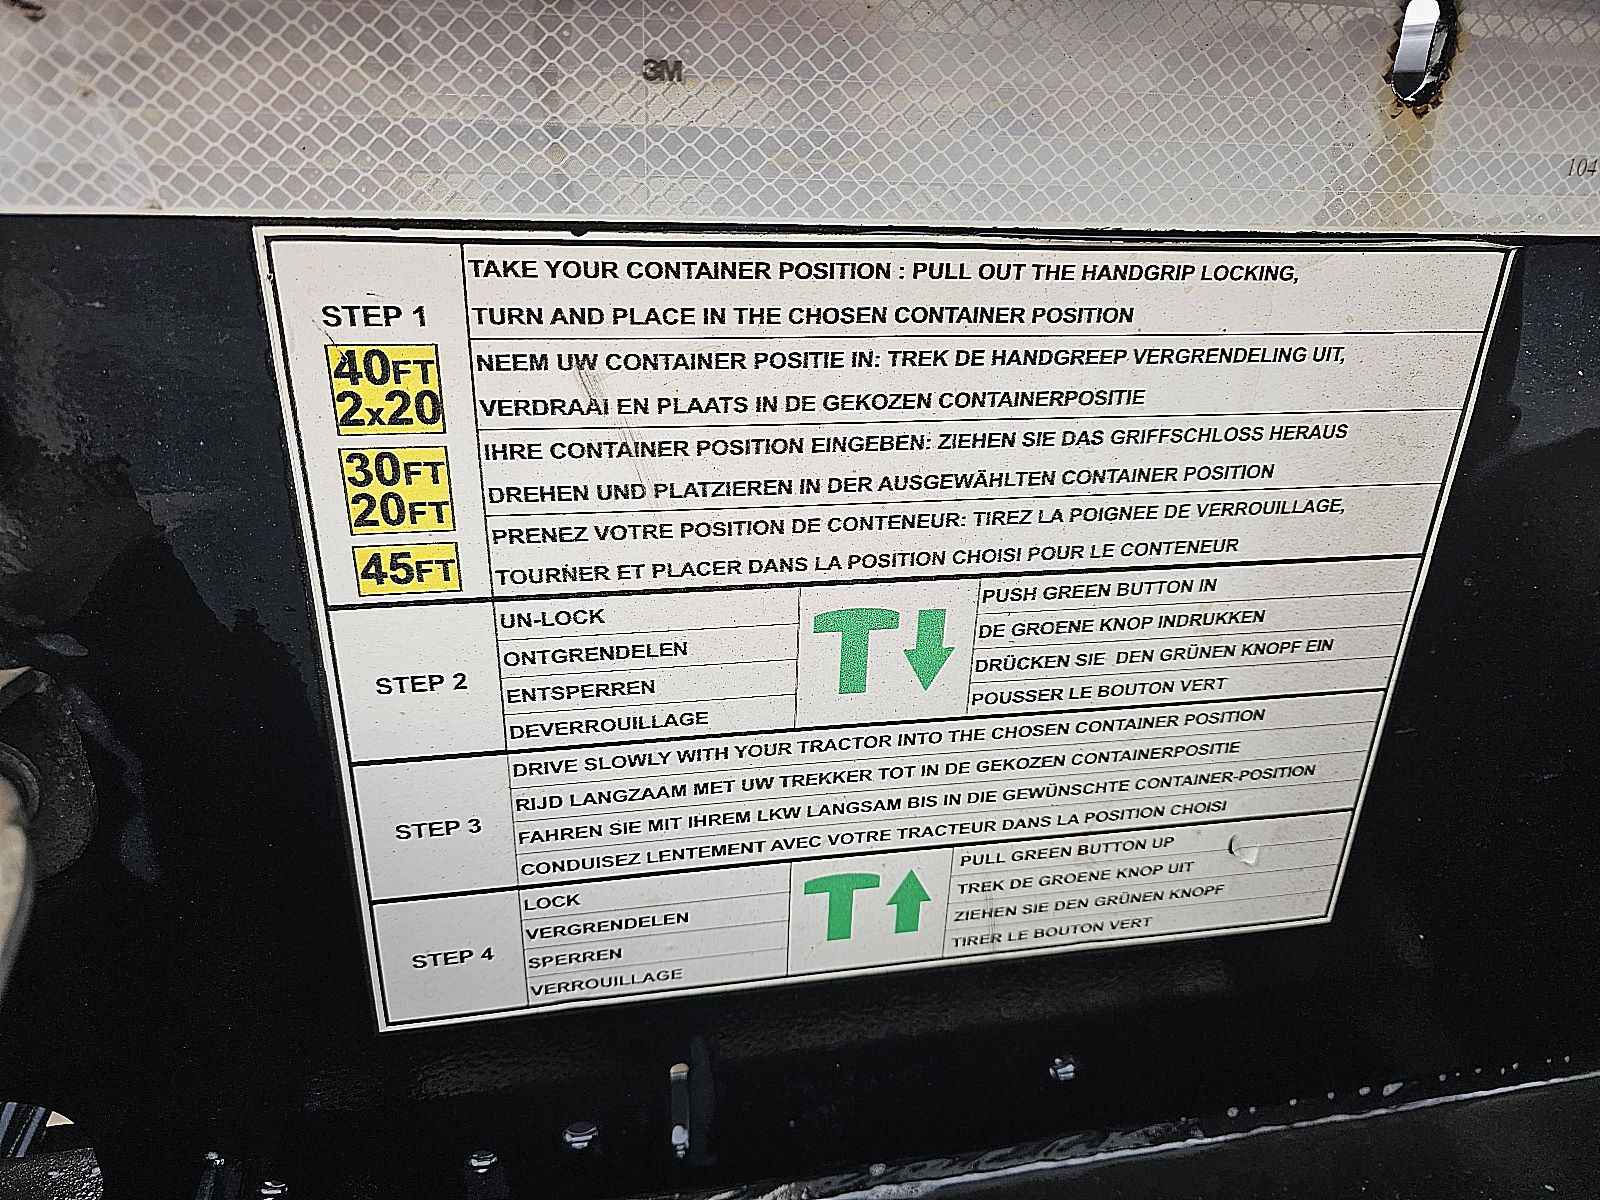 3M
104
TAKE YOUR CONTAINER POSITION : PULL OUT THE HANDGRIP LOCKING,
TURN AND PLACE IN THE CHOSEN CONTAINER POSITION
STEP 1
NEEM UW CONTAINER POSITIE IN: TREK DE HANDGREEP VERGRENDELING UIT,
VERDRAAI EN PLAATS IN DE GEKOZEN CONTAINERPOSITIE
40FT
2x20
IHRE CONTAINER POSITION EINGEBEN: ZIEHEN SIE DAS GRIFFSCHLOSS HERAUS
DREHEN UND PLATZIEREN IN DER AUSGEWÄHLTEN CONTAINER POSITION
30FT
20FT
PRENEZ VOTRE POSITION DE CONTENEUR: TIREZ LA POIGNEE DE VERROUILLAGE,
TOURNER ET PLACER DANS LA POSITION CHOISI POUR LE CONTENEUR
45FT
STEP 2
UN-LOCK
ONTGRENDELEN
ENTSPERREN
DEVERROUILLAGE
PUSH GREEN BUTTON IN
DE GROENE KNOP INDRUKKEN
DRÜCKEN SIE DEN GRÜNEN KNOPF EIN
POUSSER LE BOUTON VERT
STEP 3
DRIVE SLOWLY WITH YOUR TRACTOR INTO THE CHOSEN CONTAINER POSITION
RIJD LANGZAAM MET UW TREKKER TOT IN DE GEKOZEN CONTAINERPOSITIE
FAHREN SIE MIT IHREM LKW LANGSAM BIS IN DIE GEWÜNSCHTE CONTAINER-POSITION
CONDUISEZ LENTEMENT AVEC VOTRE TRACTEUR DANS LA POSITION CHOISI
STEP 4
LOCK
VERGRENDELEN
SPERREN
VERROUILLAGE
PULL GREEN BUTTON UP
TREK DE GROENE KNOP UIT
ZIEHEN SIE DEN GRÜNEN KNOPF
TIRER LE BOUTON VERT